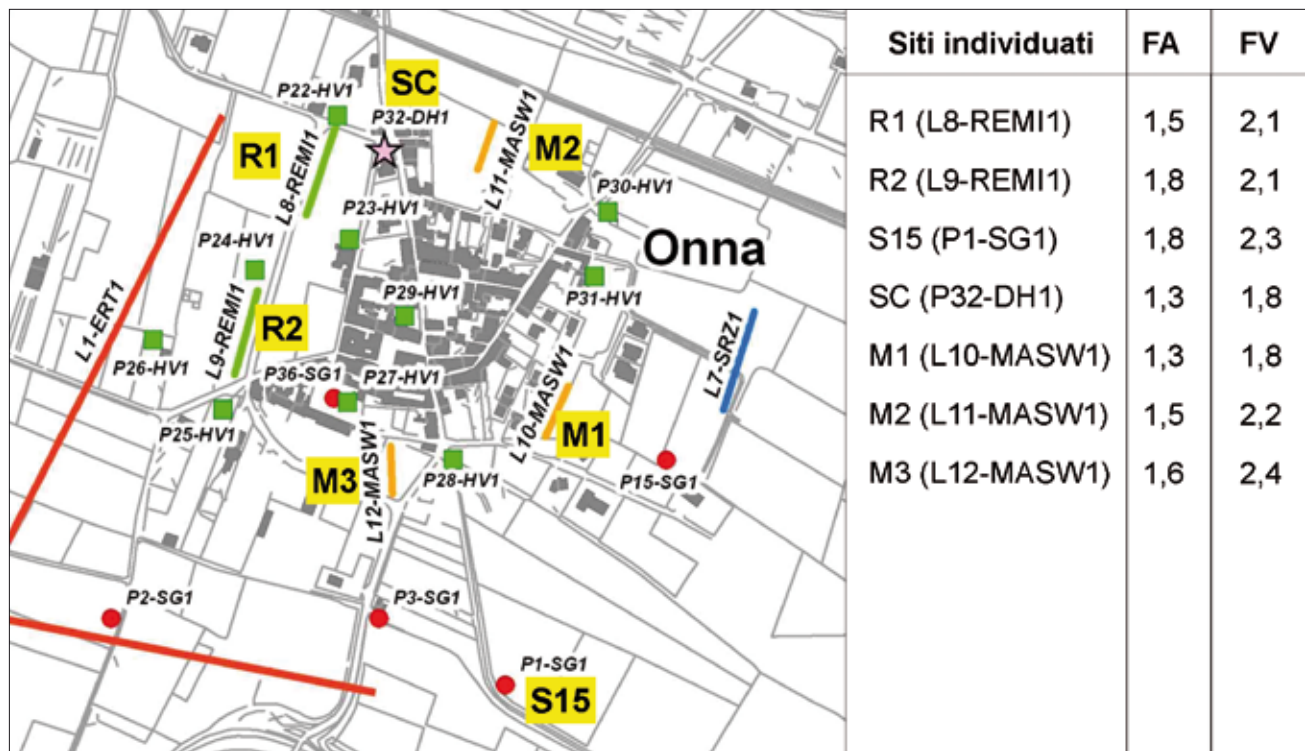 SC
P22-HV1
P32-DH1
R1
L8-REMI1
L11-MASW1
M2
P30-HV1
P23-HV1
P24-HV1
Onna
L1-ERT1
L9-REMI1
P29-HV1
P31-HV1
R2
P26-HV1
P36-SG1
P27-HV1
L10-MASW1
L7-SRZ1
P25-HV1
M1
M3
L12-MASW1
P28-HV1
P15-SG1
P2-SG1
P3-SG1
P1-SG1
S15
Siti individuati FA FV
R1 (L8-REMI1) 1,5 2,1
R2 (L9-REMI1) 1,8 2,1
S15 (P1-SG1) 1,8 2,3
SC (P32-DH1) 1,3 1,8
M1 (L10-MASW1) 1,3 1,8
M2 (L11-MASW1) 1,5 2,2
M3 (L12-MASW1) 1,6 2,4